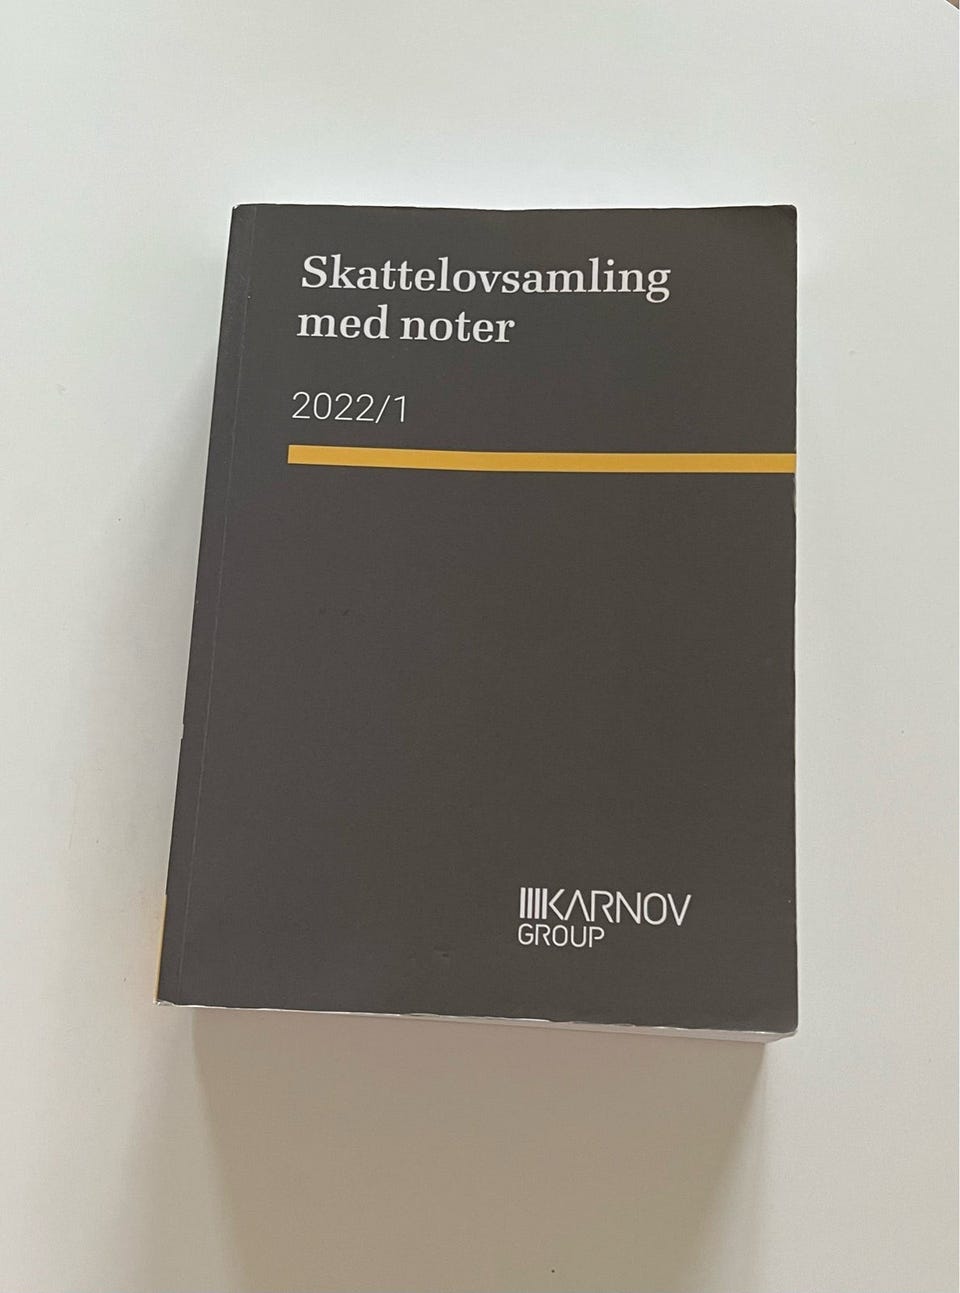 Skattelovsamling
med noter
2022/1
KARNOV
GROUP